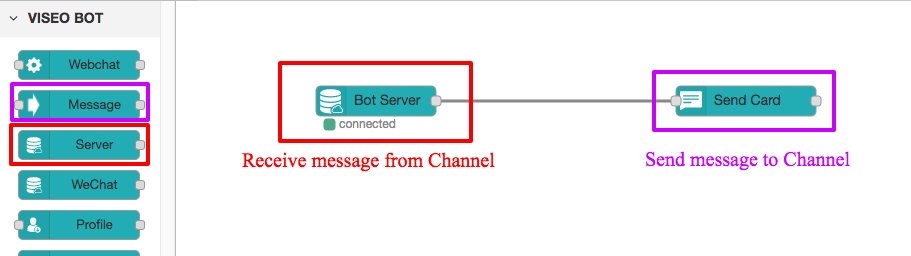 VISEO BOT
Webchat
Message
Server
WeChat
Profile
Bot Server
connected
Receive message from Channel
Send Card
Send message to Channel